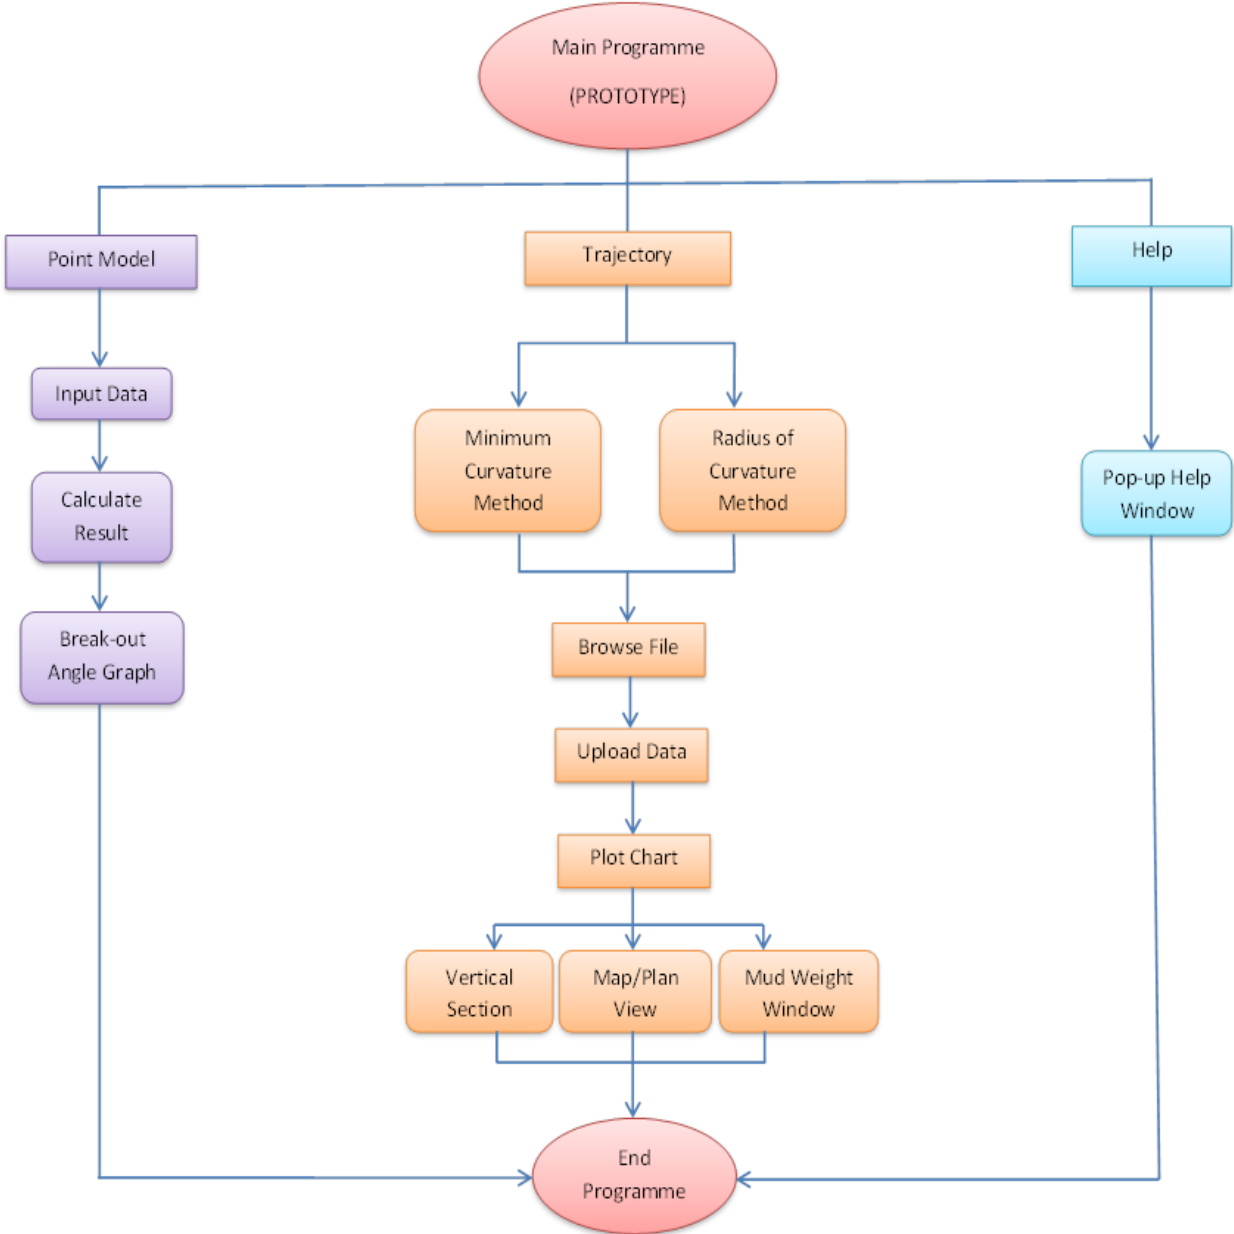 Main Programme
(PROTOTYPE)
Point Model
Trajectory
Help
Input Data
Calculate
Result
Break-out
Angle Graph
Minimum
Curvature
Method
Radius of
Curvature
Method
Browse File
Upload Data
Plot Chart
Vertical
Section
Map/Plan
View
Mud Weight
Window
Pop-up Help
Window
End
Programme